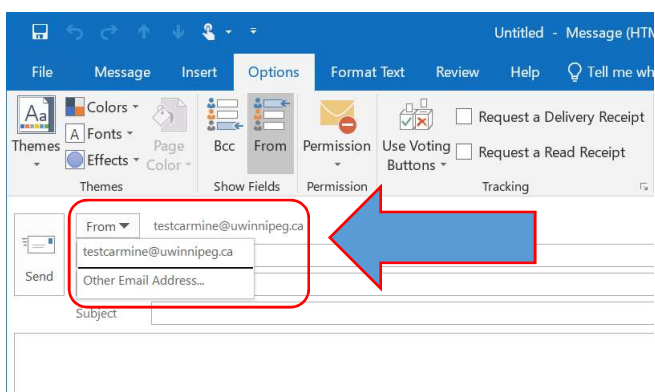 Untitled - Message (HTM
File Message Insert Options Format Text Review Help Tell me wh
Aa Colors
A Fonts
Effects
Themes
Page
Color
Bcc From Permission Use Voting
Buttons
Request a Delivery Receipt
Request a Read Receipt
Themes Show Fields Permission Tracking
From testcarmine@uwinnipeg.ca
testcarmine@uwinnipeg.ca
Other Email Address...
Send
Subject